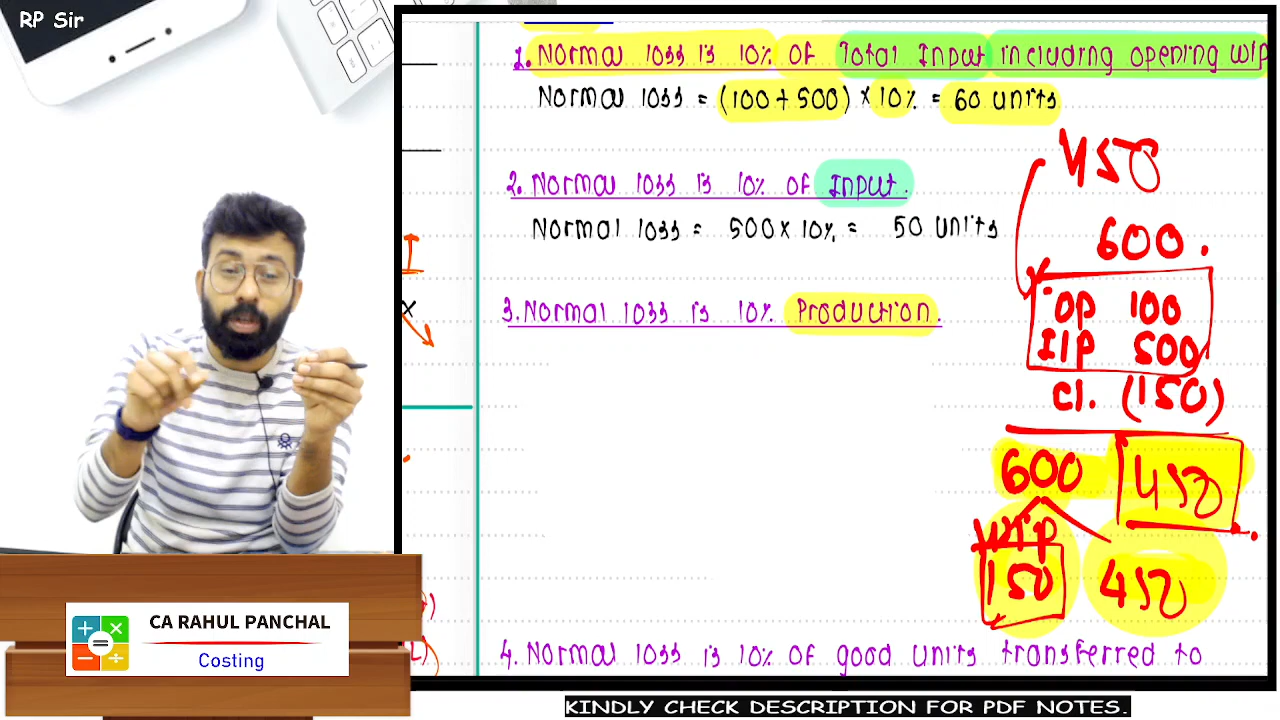 RP Sir
1. Normal loss is 10% of Total Input including opening WIP
Normal loss = (100 + 500) × 10% = 60 units
2. Normal loss is 10% of Input.
Normal loss = 500 × 10% = 50 units
3. Normal loss is 10% Production.
4. Normal loss is 10% of good units transferred to
450
600.
OP 100
I/P 500
Cl. (150)
600 450
WIP
150 450
I
×
CA RAHUL PANCHAL
Costing
KINDLY CHECK DESCRIPTION FOR PDF NOTES.